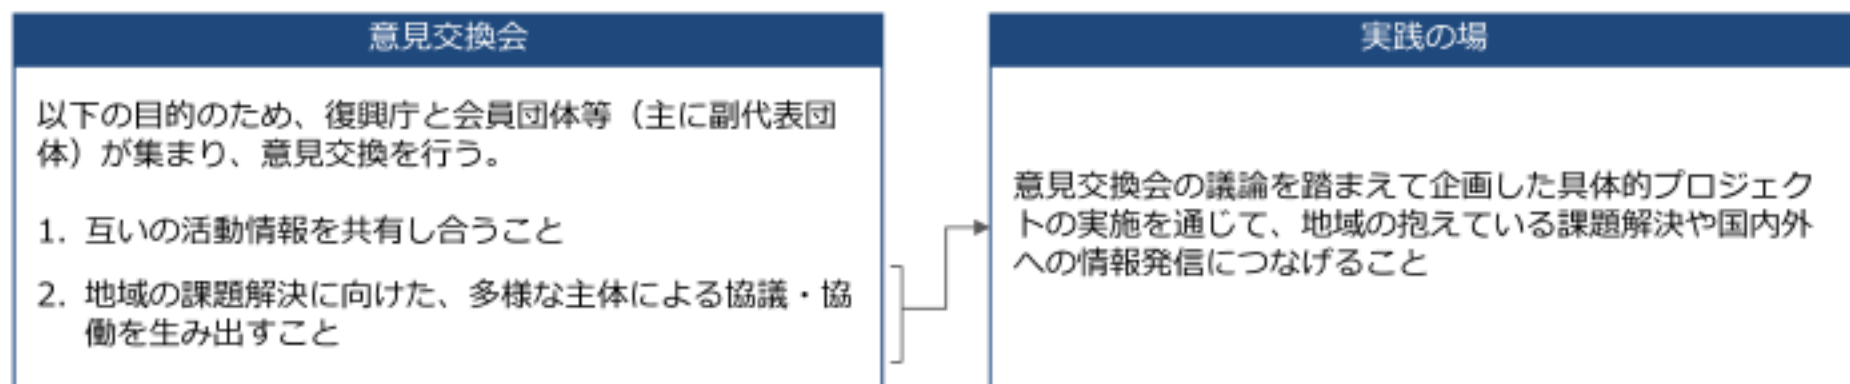 意見交換会
以下の目的のため、復興庁と会員団体等（主に副代表団
体）が集まり、意見交換を行う。
1. 互いの活動情報を共有し合うこと
2. 地域の課題解決に向けた、多様な主体による協議・協
働を生み出すこと
実践の場
意見交換会の議論を踏まえて企画した具体的プロジェク
トの実施を通じて、地域の抱えている課題解決や国内外
への情報発信につなげること